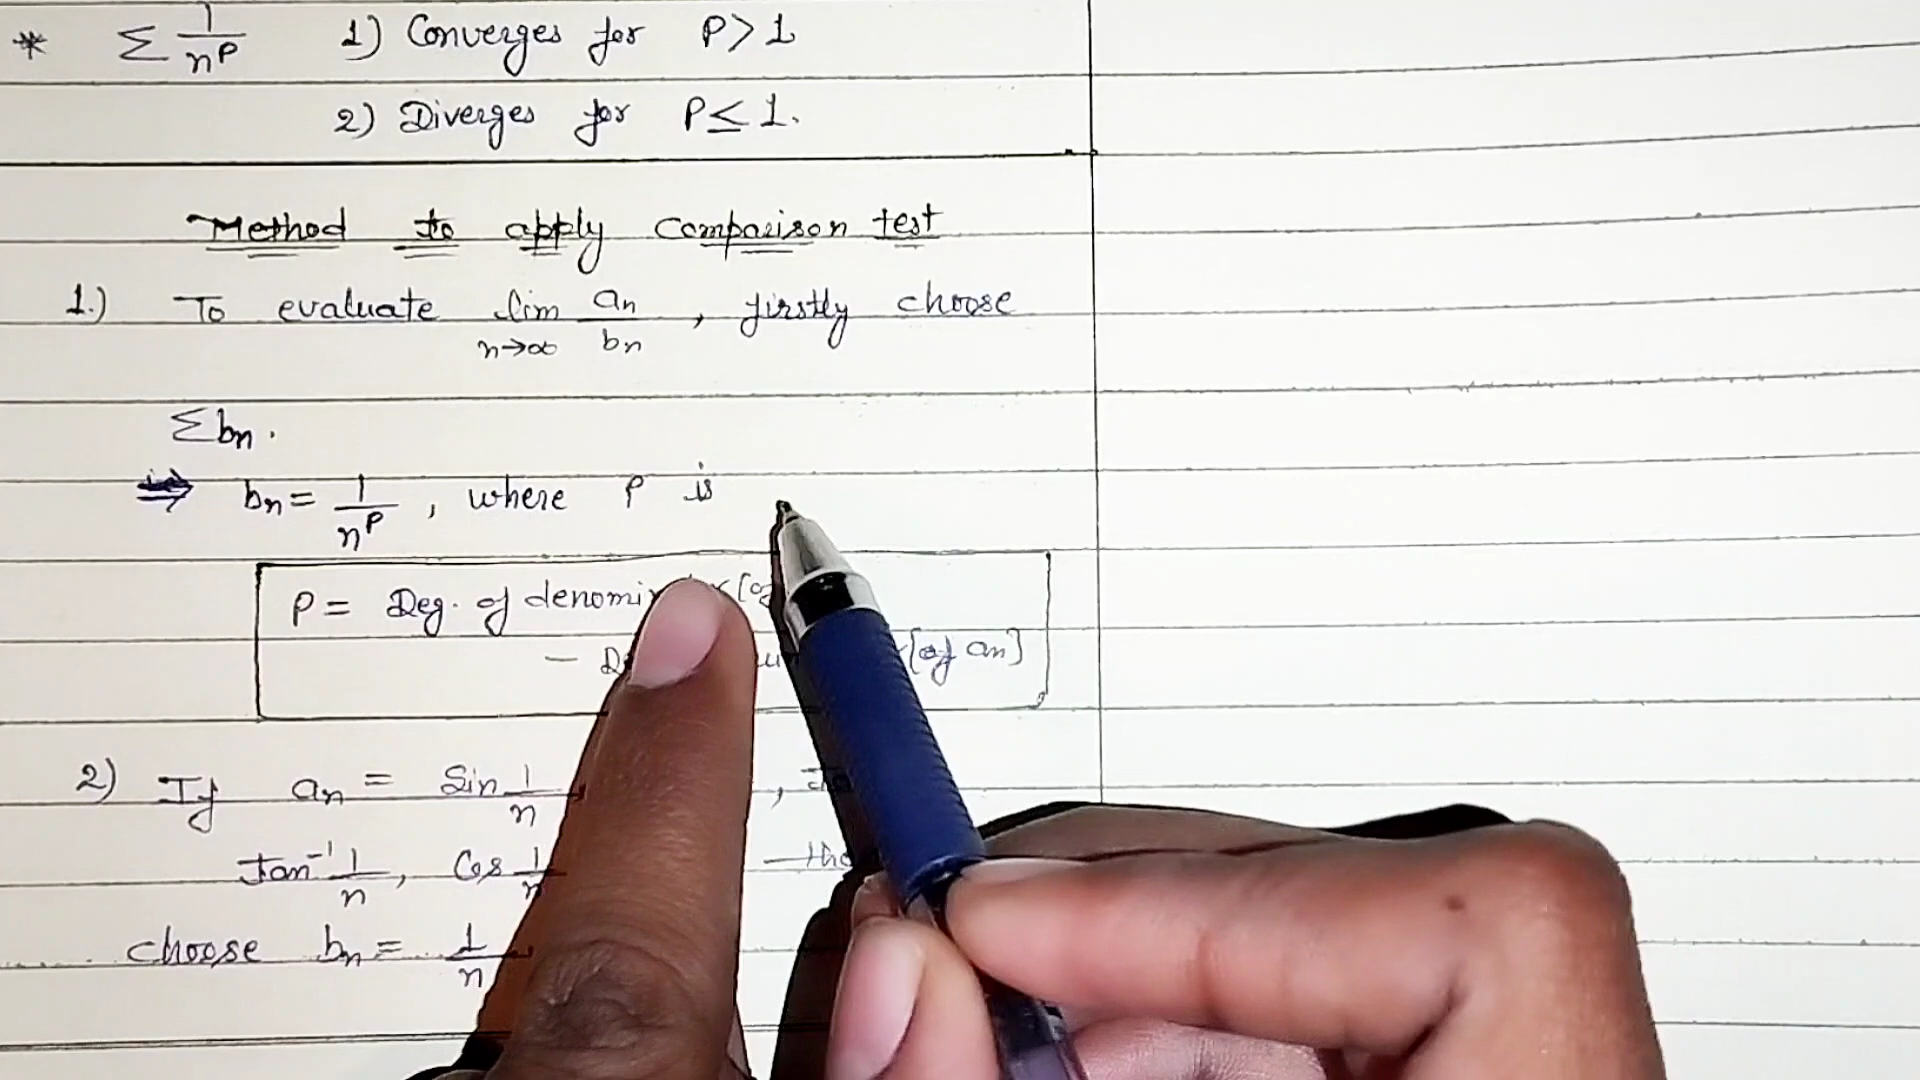 * Σ 1/n^p 1) Converges for P>1
2) Diverges for P≤1.
Method to apply Comparison test
1.) To evaluate lim n→∞ an/bn , firstly choose
Σbn.
⇒ bn = 1/n^p , where P is
P = Deg. of
[of an]
2) If an = Sin 1/n
Tan⁻¹ 1/n, Cos 1/n
choose bn = 1/n